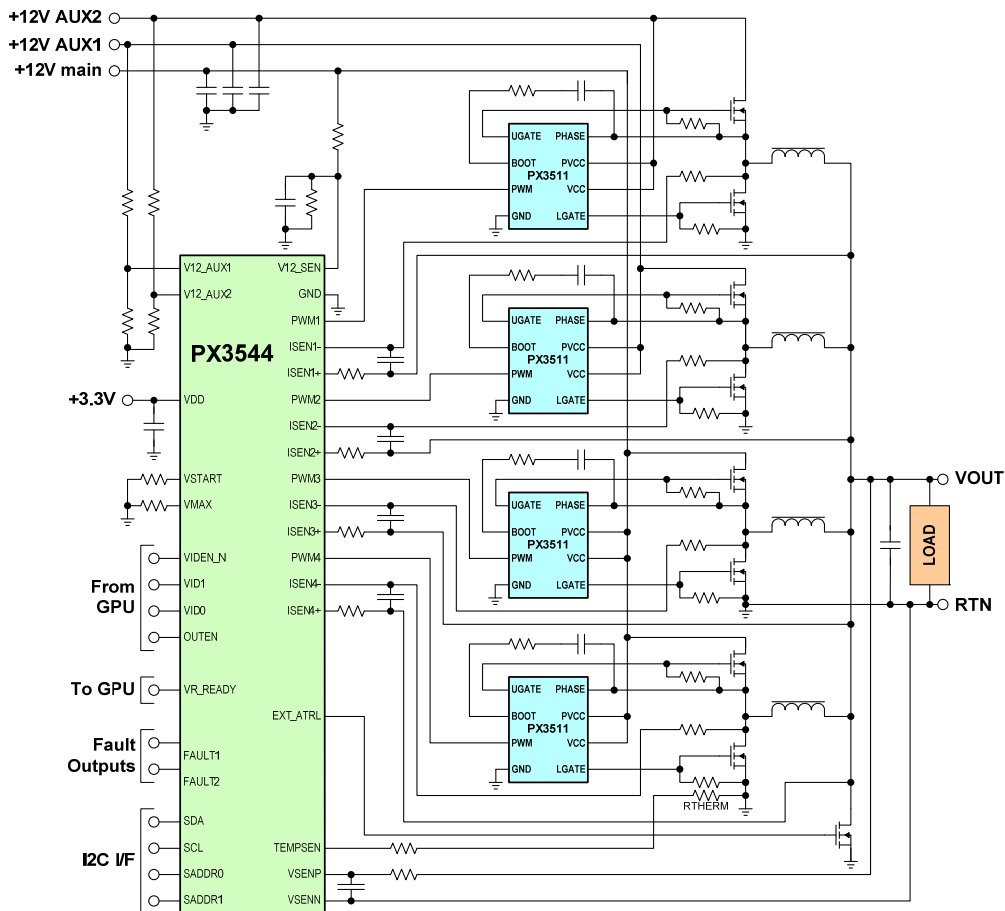 +12V AUX2
+12V AUX1
+12V main
UGATE PHASE
BOOT PVCC
PX3511
PWM VCC
GND LGATE
V12_AUX1 V12_SEN
V12_AUX2 GND
PWM1
PX3544
ISEN1-
ISEN1+
+3.3V VDD PWM2
ISEN2-
ISEN2+
VSTART PWM3
VMAX ISEN3-
ISEN3+
UGATE PHASE
BOOT PVCC
PX3511
PWM VCC
GND LGATE
From
GPU
VIDEN_N PWM4
VID1 ISEN4-
VID0 ISEN4+
OUTEN
UGATE PHASE
BOOT PVCC
PX3511
PWM VCC
GND LGATE
VOUT
LOAD
RTN
To GPU VR_READY
EXT_ATRL
Fault
Outputs
FAULT1
FAULT2
UGATE PHASE
BOOT PVCC
PX3511
PWM VCC
GND LGATE
RTHERM
I2C I/F
SDA
SCL TEMPSEN
SADDR0 VSENP
SADDR1 VSENN